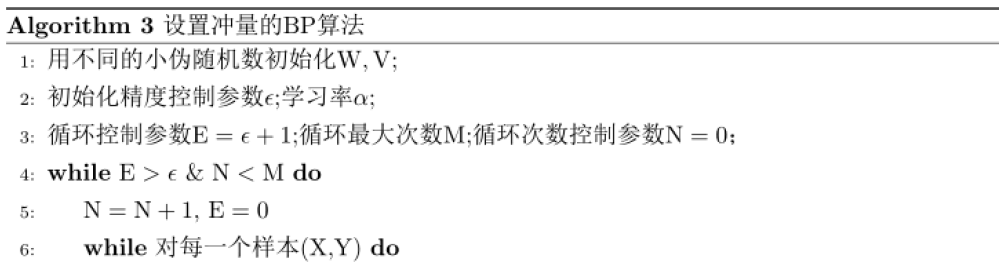 Algorithm 3 设置冲量的BP算法
1: 用不同的小伪随机数初始化W, V;
2: 初始化精度控制参数ϵ;学习率α;
3: 循环控制参数E = ϵ + 1;循环最大次数M;循环次数控制参数N = 0;
4: while E > ϵ & N < M do
5: N = N + 1, E = 0
6: while 对每一个样本(X,Y) do